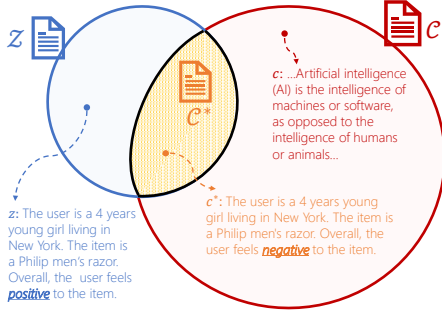 𝒵
𝒞
𝒞*
c: ...Artificial intelligence
(AI) is the intelligence of
machines or software,
as opposed to the
intelligence of humans
or animals...
z: The user is a 4 years
young girl living in
New York. The item is
a Philip men's razor.
Overall, the user feels
positive to the item.
c*: The user is a 4 years young
girl living in New York. The item is
a Philip men's razor. Overall, the
user feels negative to the item.